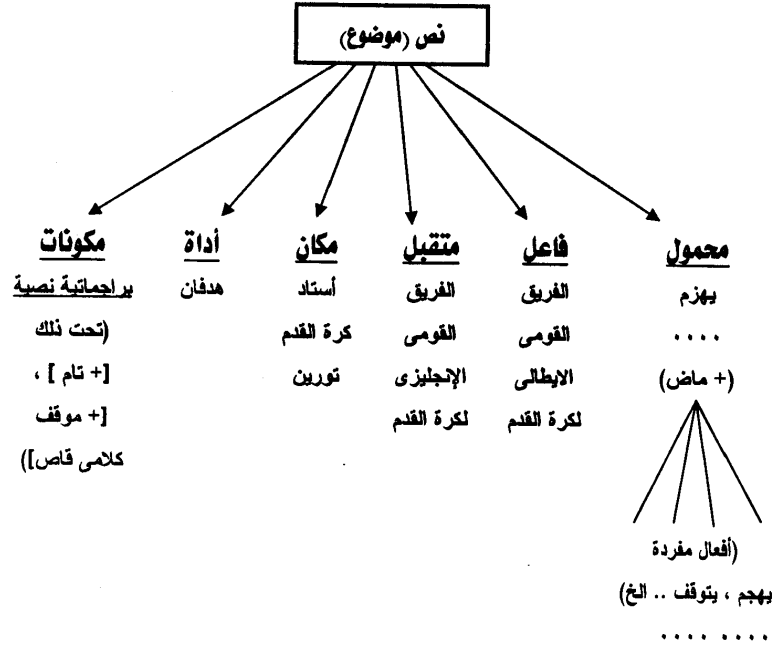 نص (موضوع)
محمول
يهزم
. . . .
(+ ماض)
(أفعال مفردة
يهجم ، يتوقف .. الخ)
. . . . . . . .
فاعل
الفريق
القومى
الايطالى
لكرة القدم
متقبل
الفريق
القومى
الإنجليزى
لكرة القدم
مكان
أستاد
كرة القدم
تورين
أداة
هدفان
مكونات
براجماتية نصية
(تحت ذلك
[+ تام ] ،
[+ موقف
كلامى قاص])